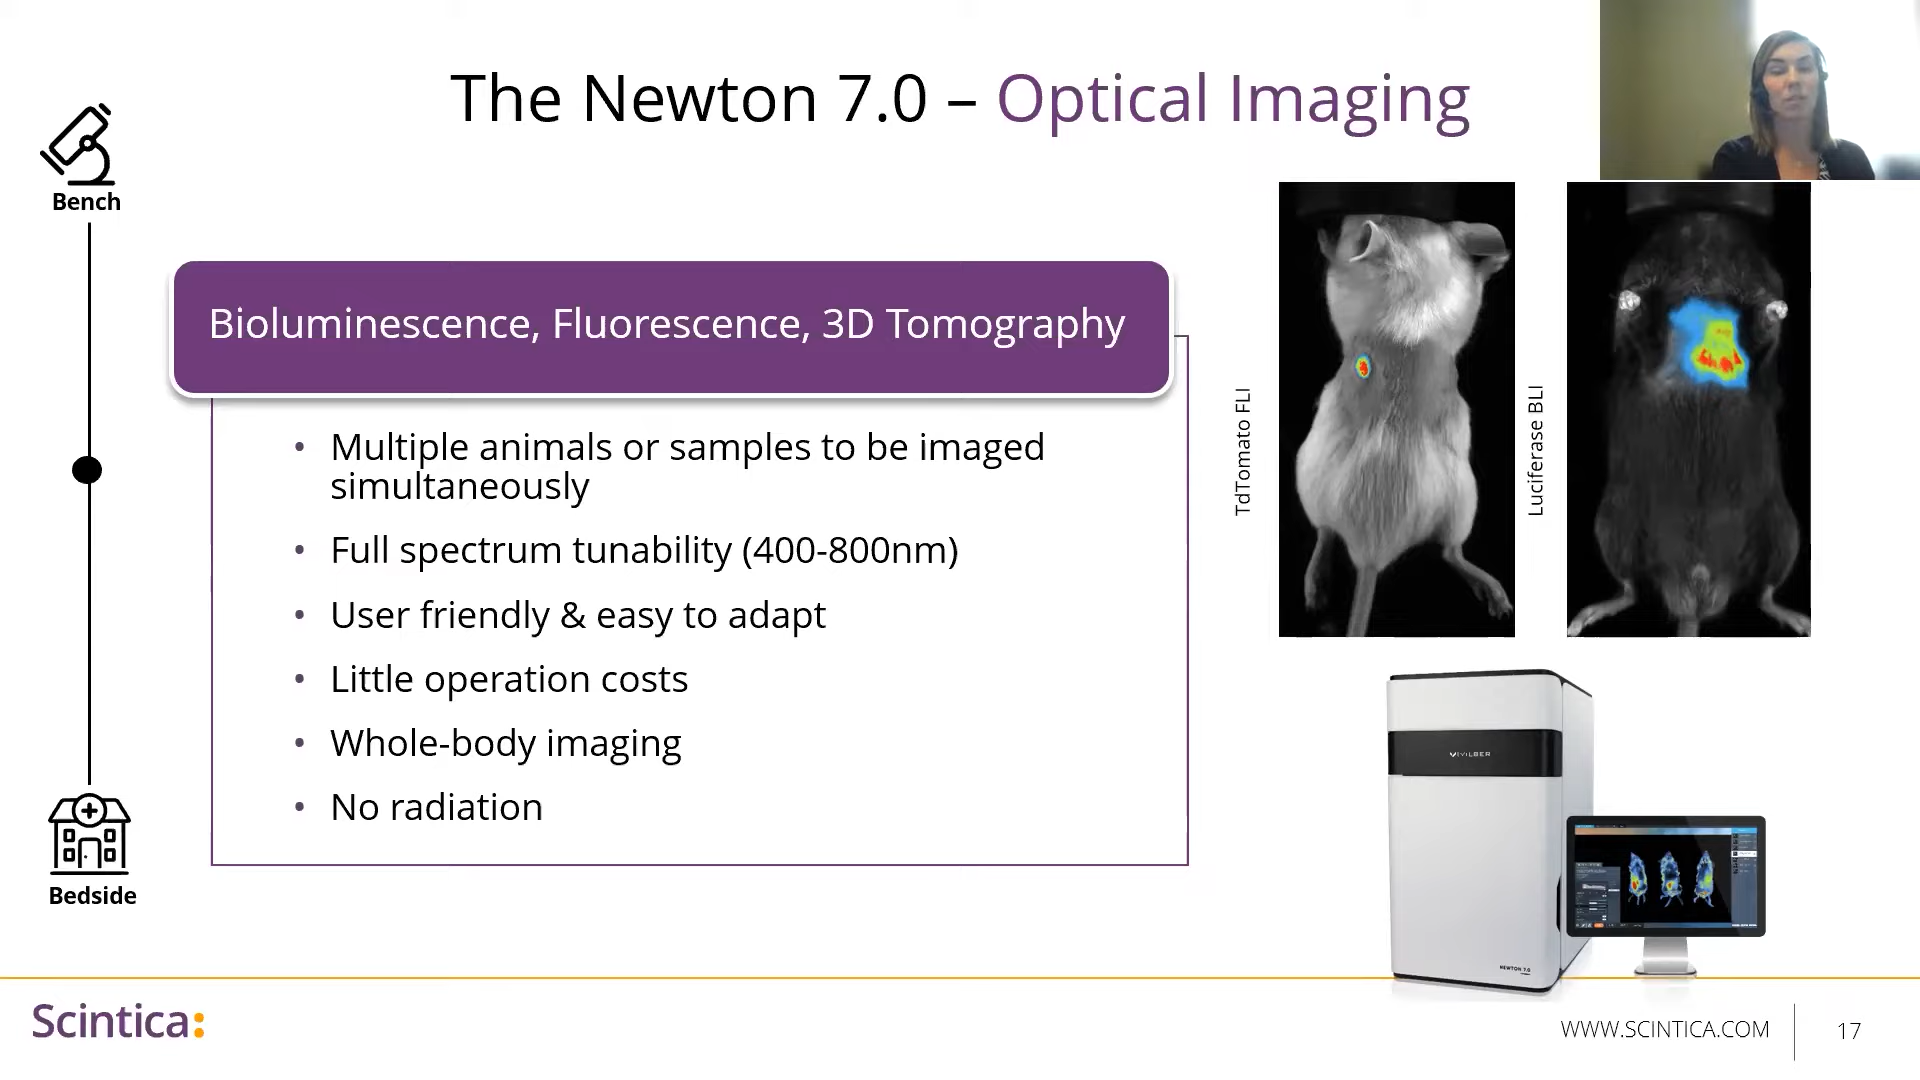 The Newton 7.0 – Optical Imaging
Bench
Bioluminescence, Fluorescence, 3D Tomography
• Multiple animals or samples to be imaged
simultaneously
• Full spectrum tunability (400-800nm)
• User friendly & easy to adapt
• Little operation costs
• Whole-body imaging
• No radiation
Bedside
TdTomato FLI
Luciferase BLI
VILBER
NEWTON 7.0
Scintica:
WWW.SCINTICA.COM
17